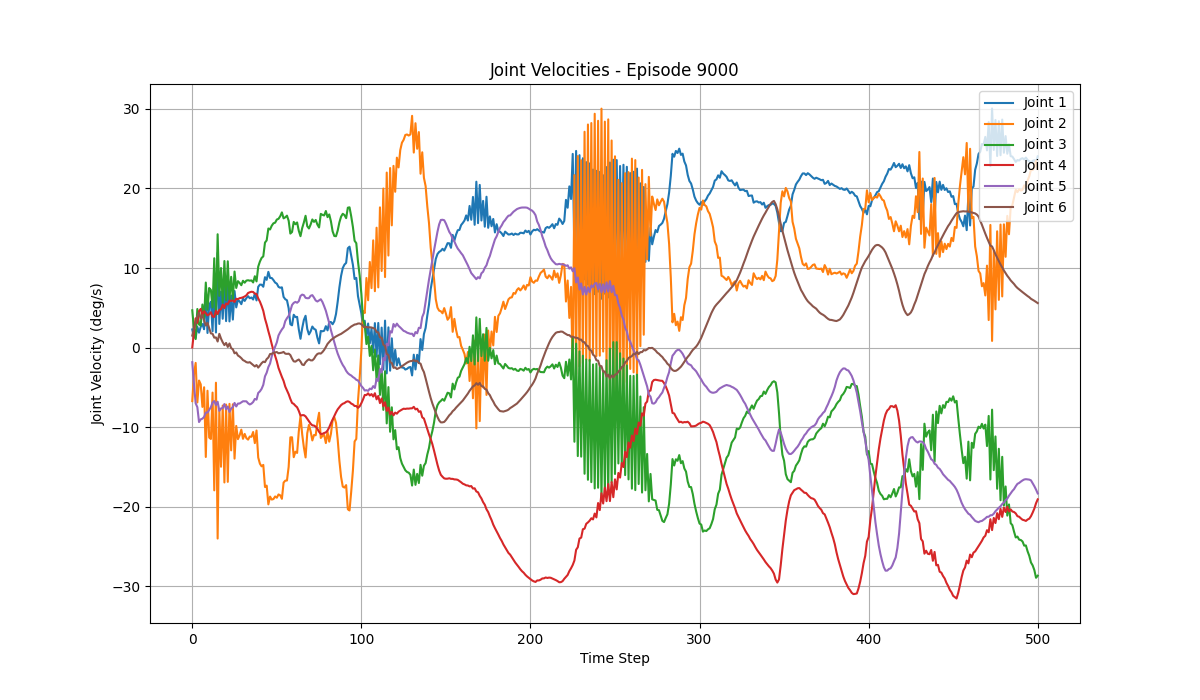 Joint Velocities - Episode 9000
Joint Velocity (deg/s)
30
20
10
0
−10
−20
−30
0
100
200
300
400
500
Time Step
Joint 1
Joint 2
Joint 3
Joint 4
Joint 5
Joint 6